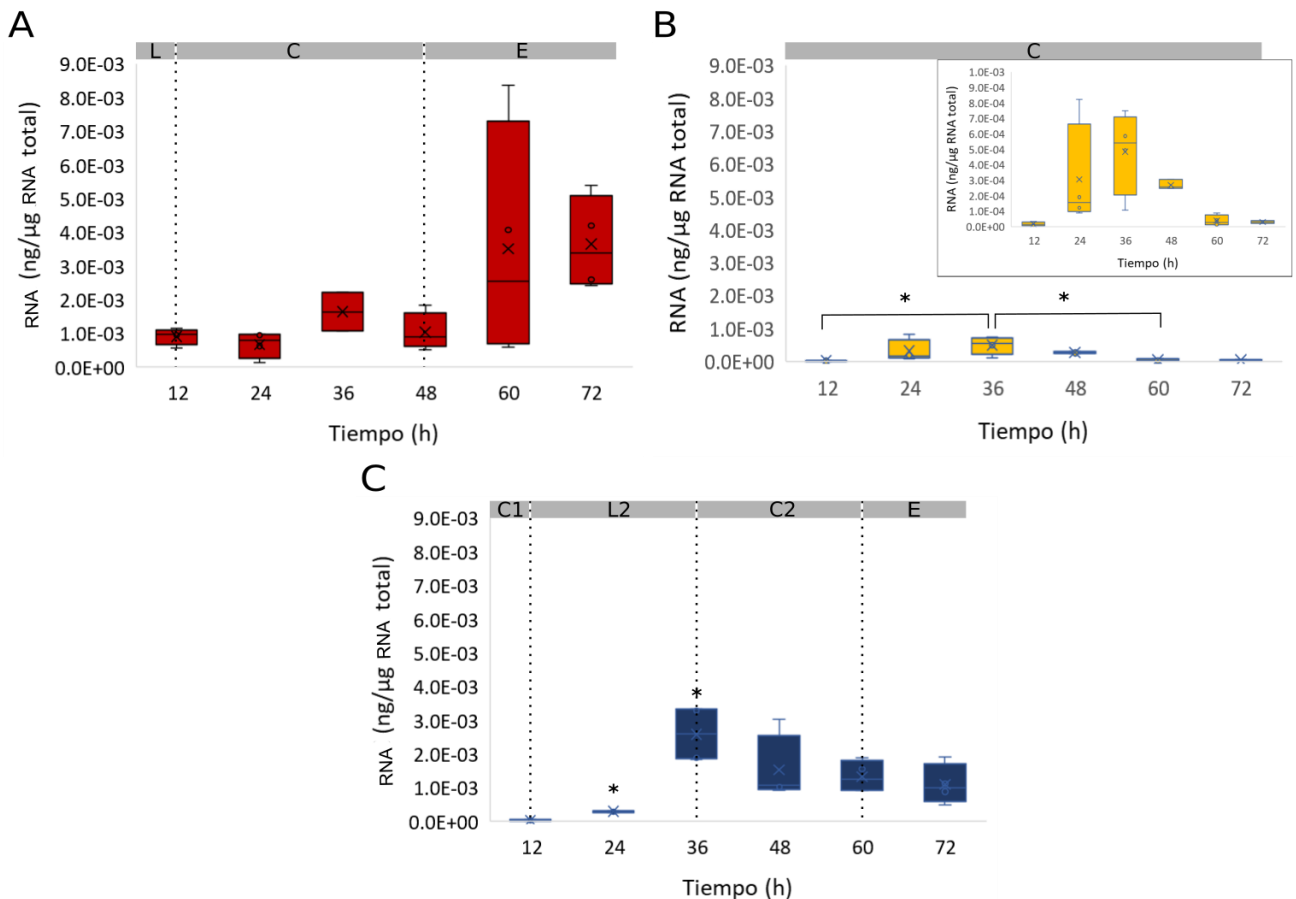 A
L C E
9.0E-03
8.0E-03
7.0E-03
6.0E-03
5.0E-03
4.0E-03
3.0E-03
2.0E-03
1.0E-03
0.0E+00
RNA (ng/µg RNA total)
12 24 36 48 60 72
Tiempo (h)
B
C
9.0E-03
8.0E-03
7.0E-03
6.0E-03
5.0E-03
4.0E-03
3.0E-03
2.0E-03
1.0E-03
0.0E+00
RNA (ng/µg RNA total)
* *
12 24 36 48 60 72
Tiempo (h)
1.0E-03
9.0E-04
8.0E-04
7.0E-04
6.0E-04
5.0E-04
4.0E-04
3.0E-04
2.0E-04
1.0E-04
0.0E+00
RNA (ng/µg RNA total)
12 24 36 48 60 72
Tiempo (h)
C
C1 L2 C2 E
9.0E-03
8.0E-03
7.0E-03
6.0E-03
5.0E-03
4.0E-03
3.0E-03
2.0E-03
1.0E-03
0.0E+00
RNA (ng/µg RNA total)
*
*
12 24 36 48 60 72
Tiempo (h)